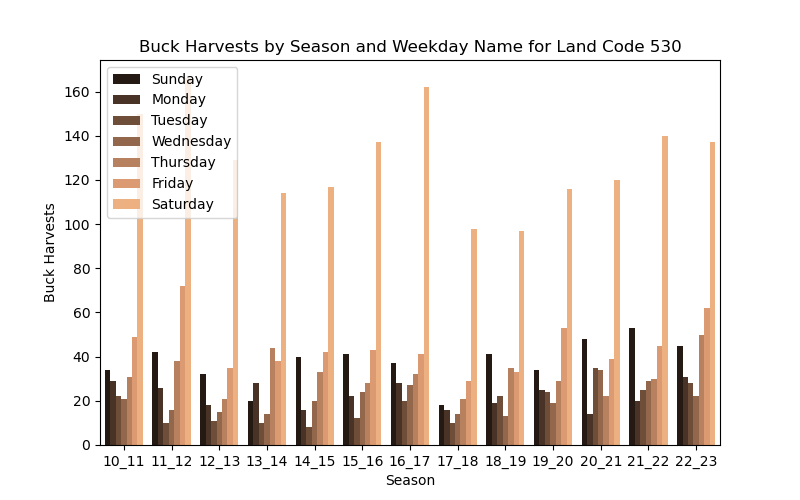 Buck Harvests by Season and Weekday Name for Land Code 530
Sunday
Monday
Tuesday
Wednesday
Thursday
Friday
Saturday
160
140
120
100
80
60
40
20
0
Buck Harvests
10_11 11_12 12_13 13_14 14_15 15_16 16_17 17_18 18_19 19_20 20_21 21_22 22_23
Season